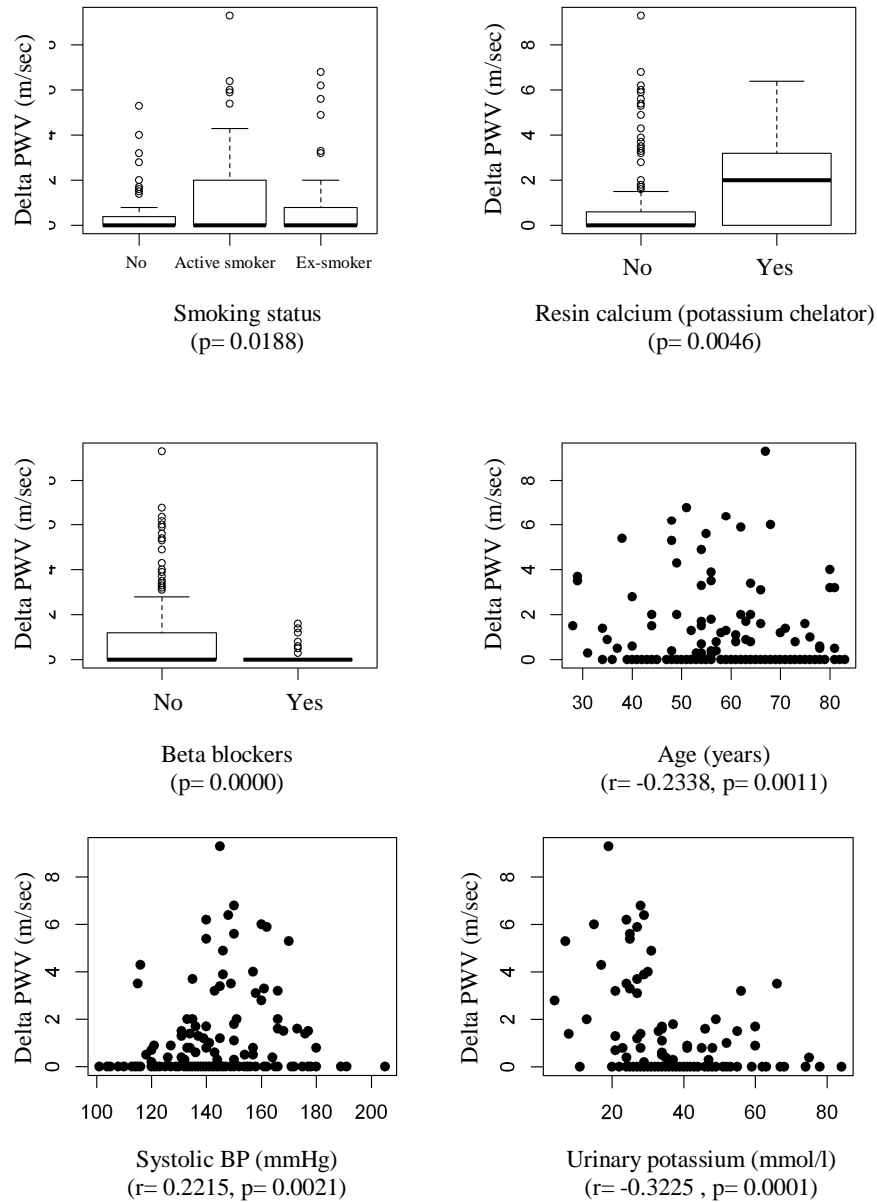 Delta PWV (m/sec)
No Active smoker Ex-smoker
Smoking status
(p= 0.0188)
Delta PWV (m/sec)
8
6
4
2
0
No Yes
Resin calcium (potassium chelator)
(p= 0.0046)
Delta PWV (m/sec)
No Yes
Beta blockers
(p= 0.0000)
Delta PWV (m/sec)
8
6
4
2
0
30 40 50 60 70 80
Age (years)
(r= -0.2338, p= 0.0011)
Delta PWV (m/sec)
8
6
4
2
0
100 120 140 160 180 200
Systolic BP (mmHg)
(r= 0.2215, p= 0.0021)
Delta PWV (m/sec)
8
6
4
2
0
20 40 60 80
Urinary potassium (mmol/l)
(r= -0.3225 , p= 0.0001)